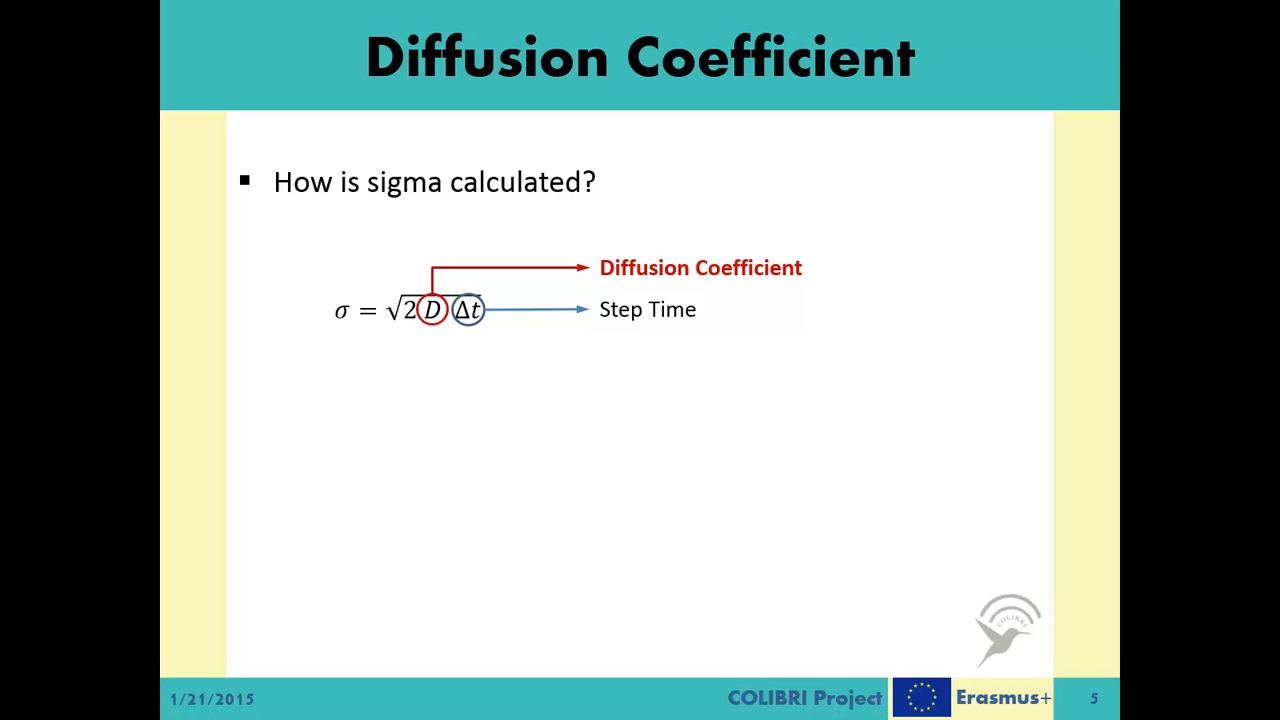 Diffusion Coefficient
▪ How is sigma calculated?
Diffusion Coefficient
σ = √2 D Δt
Step Time
COLIBRI
1/21/2015
COLIBRI Project
Erasmus+
5